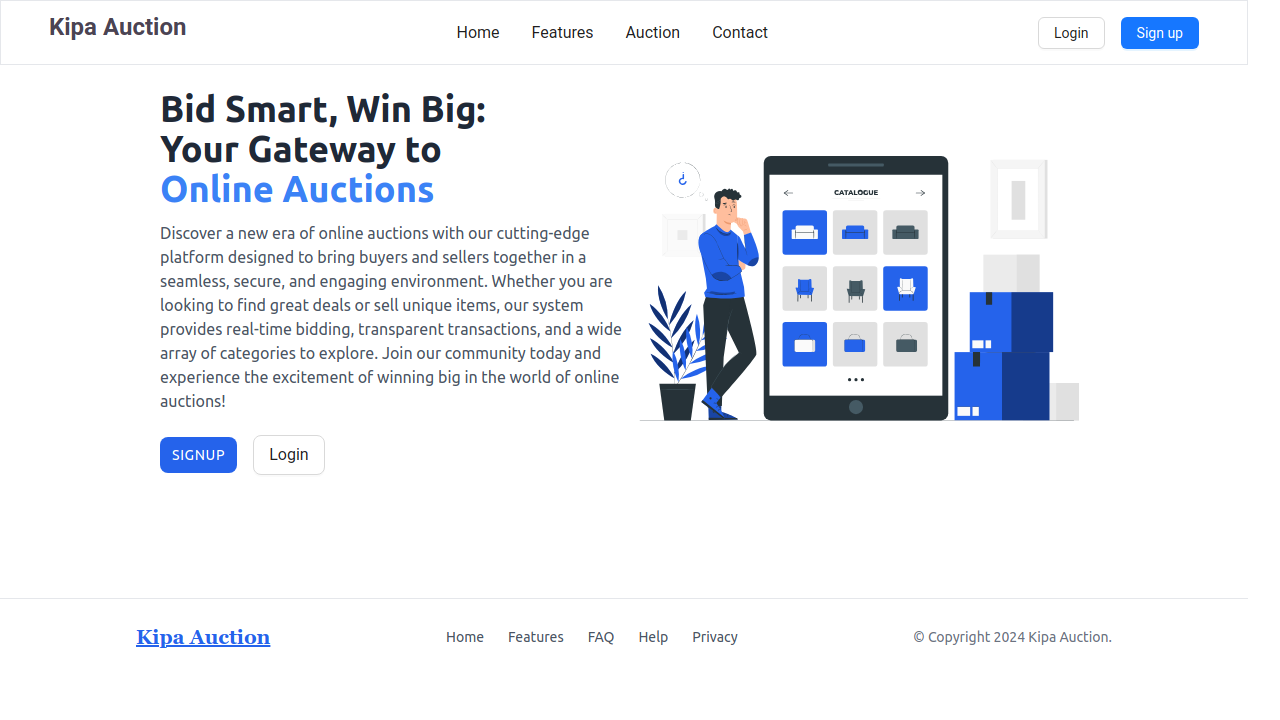 Kipa Auction
Home Features Auction Contact
Login Sign up
Bid Smart, Win Big:
Your Gateway to
Online Auctions
Discover a new era of online auctions with our cutting-edge
platform designed to bring buyers and sellers together in a
seamless, secure, and engaging environment. Whether you are
looking to find great deals or sell unique items, our system
provides real-time bidding, transparent transactions, and a wide
array of categories to explore. Join our community today and
experience the excitement of winning big in the world of online
auctions!
SIGNUP Login
CATALOGUE
Kipa Auction
Home Features FAQ Help Privacy
© Copyright 2024 Kipa Auction.